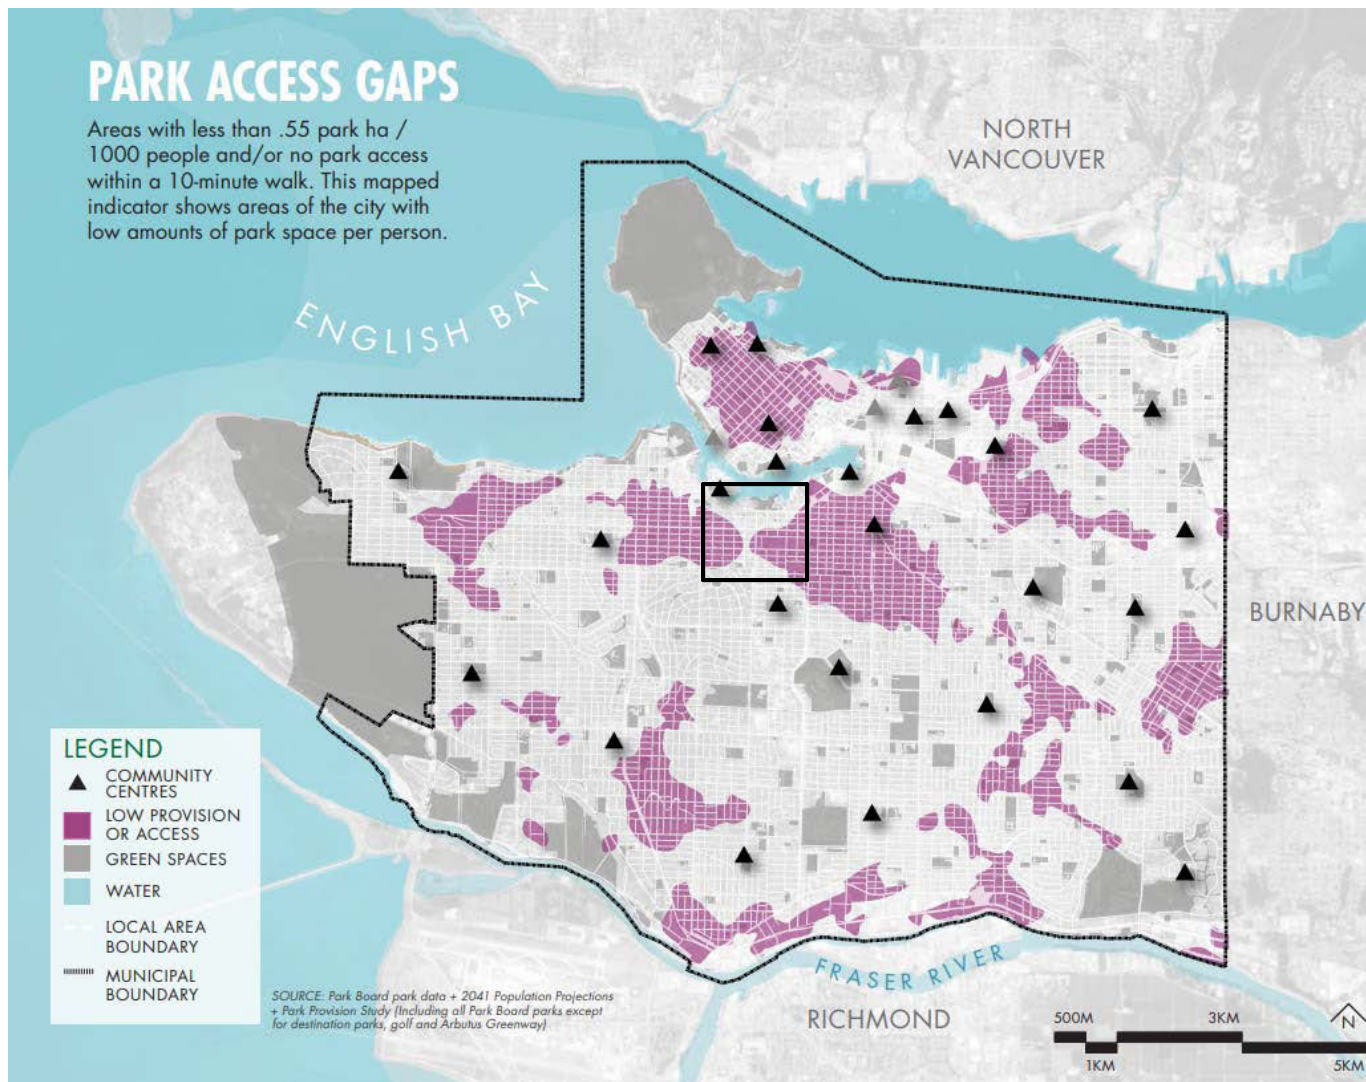 PARK ACCESS GAPS
Areas with less than .55 park ha /
1000 people and/or no park access
within a 10-minute walk. This mapped
indicator shows areas of the city with
low amounts of park space per person.
NORTH
VANCOUVER
ENGLISH BAY
BURNABY
LEGEND
COMMUNITY
CENTRES
LOW PROVISION
OR ACCESS
GREEN SPACES
WATER
LOCAL AREA
BOUNDARY
MUNICIPAL
BOUNDARY
SOURCE: Park Board park data + 2041 Population Projections
+ Park Provision Study (Including all Park Board parks except
for destination parks, golf and Arbutus Greenway)
FRASER RIVER
RICHMOND
500M
3KM
N
1KM
5KM